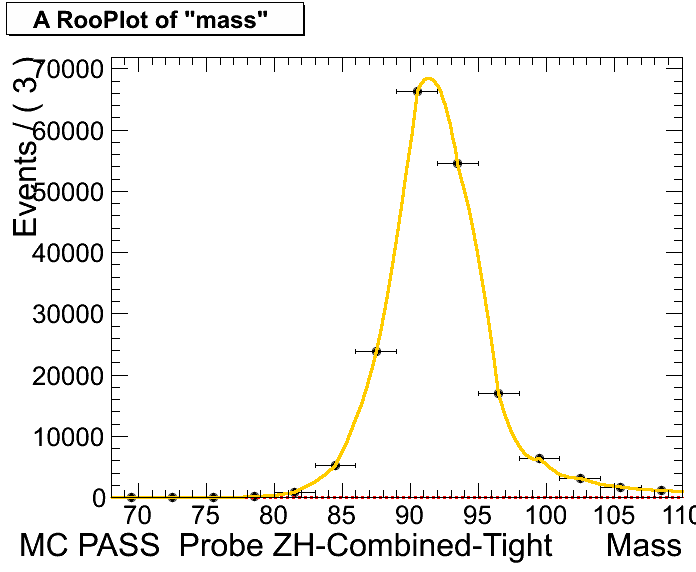 A RooPlot of "mass"
Events / ( 3 )
70000
60000
50000
40000
30000
20000
10000
0
70 75 80 85 90 95 100 105 110
MC PASS Probe ZH-Combined-Tight Mass